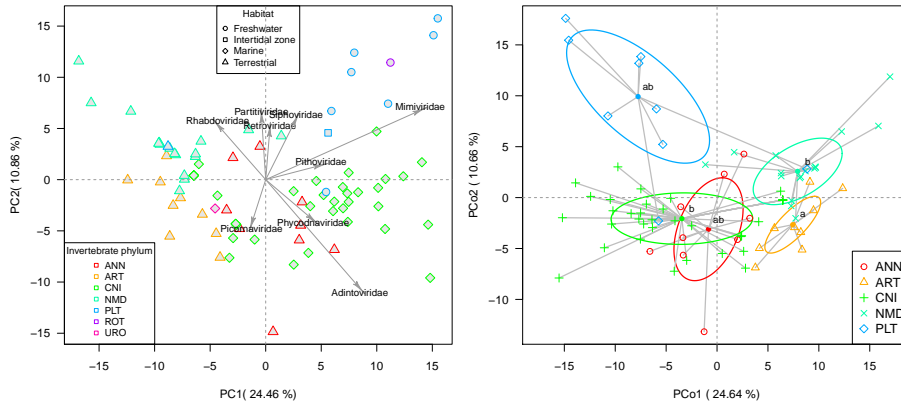 Habitat
Freshwater
Intertidal zone
Marine
Terrestrial
Partitiviridae
Siphoviridae
Mimiviridae
Rhabdoviridae
Retroviridae
Pithoviridae
Picornaviridae
Phycodnaviridae
Adintoviridae
Invertebrate phylum
ANN
ART
CNI
NMD
PLT
ROT
URO
15
10
5
0
−5
−10
−15
PC2( 10.86 %)
−15
−10
−5
0
5
10
15
PC1( 24.46 %)
ab
b
b
ab
a
ANN
ART
CNI
NMD
PLT
15
10
5
0
−5
−10
PCo2 ( 10.66 %)
−15
−10
−5
0
5
10
15
PCo1 ( 24.64 %)